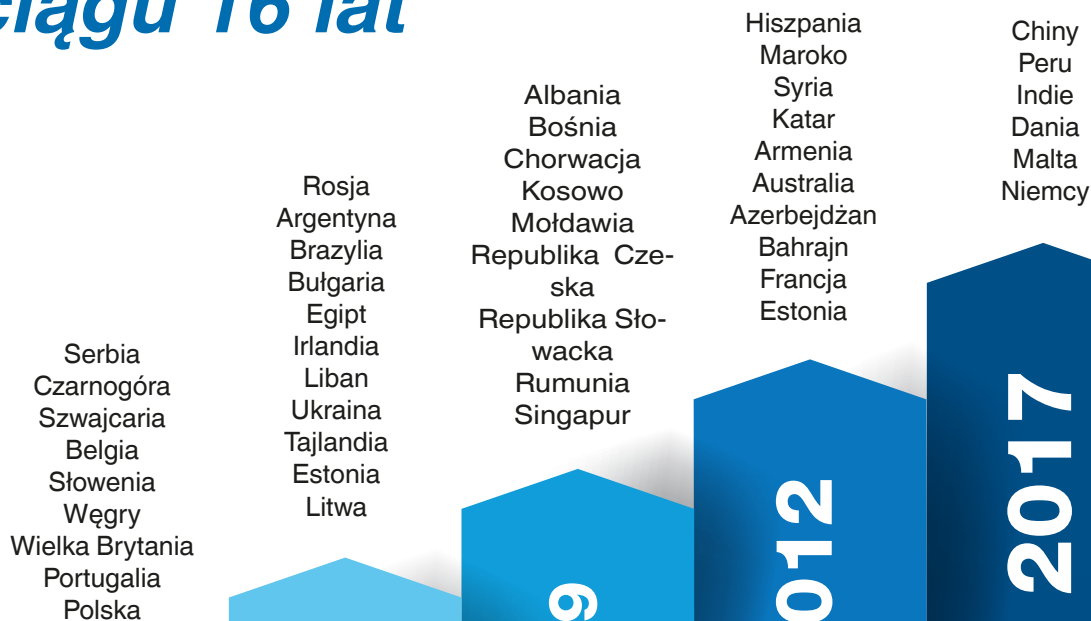 ciągu 16 lat
Serbia
Czarnogóra
Szwajcaria
Belgia
Słowenia
Węgry
Wielka Brytania
Portugalia
Polska
Rosja
Argentyna
Brazylia
Bułgaria
Egipt
Irlandia
Liban
Ukraina
Tajlandia
Estonia
Litwa
Albania
Bośnia
Chorwacja
Kosowo
Mołdawia
Republika Cze-
ska
Republika Sło-
wacka
Rumunia
Singapur
9
Hiszpania
Maroko
Syria
Katar
Armenia
Australia
Azerbejdżan
Bahrajn
Francja
Estonia
012
Chiny
Peru
Indie
Dania
Malta
Niemcy
2017